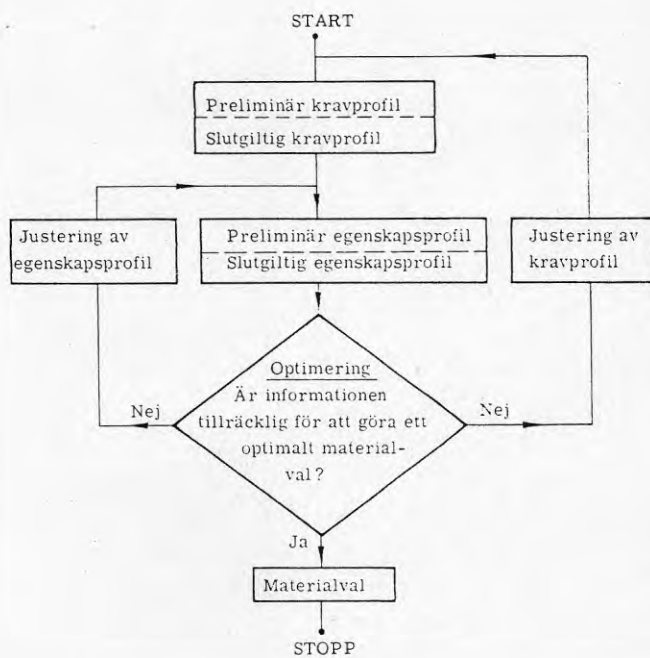 START
Preliminär kravprofil
Slutgiltig kravprofil
Justering av
egenskapsprofil
Preliminär egenskapsprofil
Slutgiltig egenskapsprofil
Justering av
kravprofil
Optimering
Är informationen
tillräcklig för att göra ett
optimalt material-
val?
Nej
Nej
Ja
Materialval
STOPP